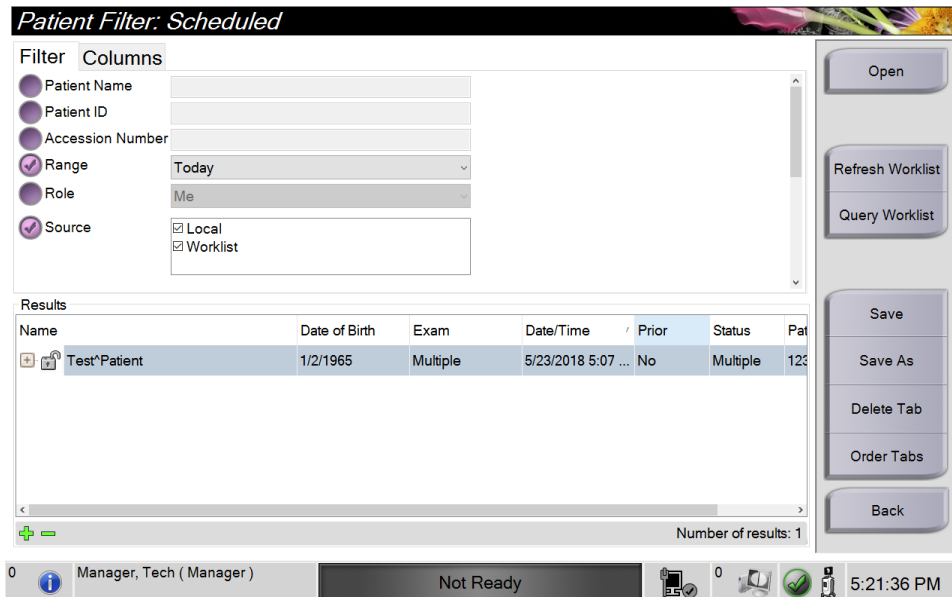 Patient Filter: Scheduled
Filter Columns
Open
Patient Name
Patient ID
Accession Number
Range Today
Refresh Worklist
Role Me
Query Worklist
Source Local
Worklist
Results
Save
Name Date of Birth Exam Date/Time Prior Status Pat
Test^Patient 1/2/1965 Multiple 5/23/2018 5:07 ... No Multiple 123
Save As
Delete Tab
Order Tabs
Back
Number of results: 1
0 Manager, Tech ( Manager ) Not Ready 0 5:21:36 PM